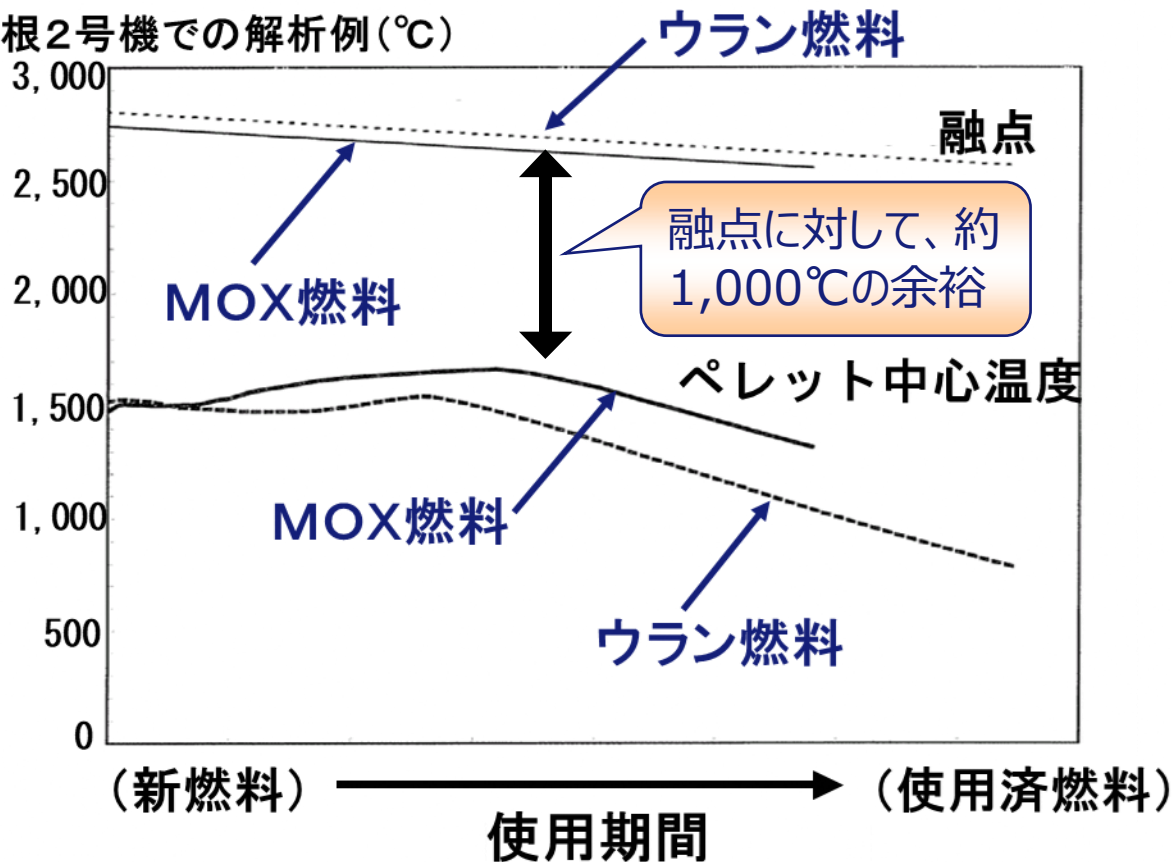 根2号機での解析例(℃)
ウラン燃料
3,000
融点
2,500
融点に対して、約
1,000℃の余裕
2,000
MOX燃料
ペレット中心温度
1,500
MOX燃料
1,000
ウラン燃料
500
0
(新燃料)
(使用済燃料)
使用期間